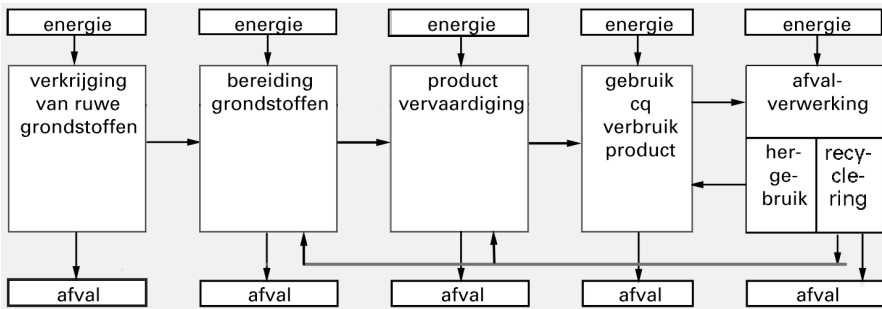 energie
energie
energie
energie
energie
verkrijging
van ruwe
grondstoffen
bereiding
grondstoffen
product
vervaardiging
gebruik
cq
verbruik
product
afval-
verwerking
her-
ge-
bruik
recy-
cle-
ring
afval
afval
afval
afval
afval